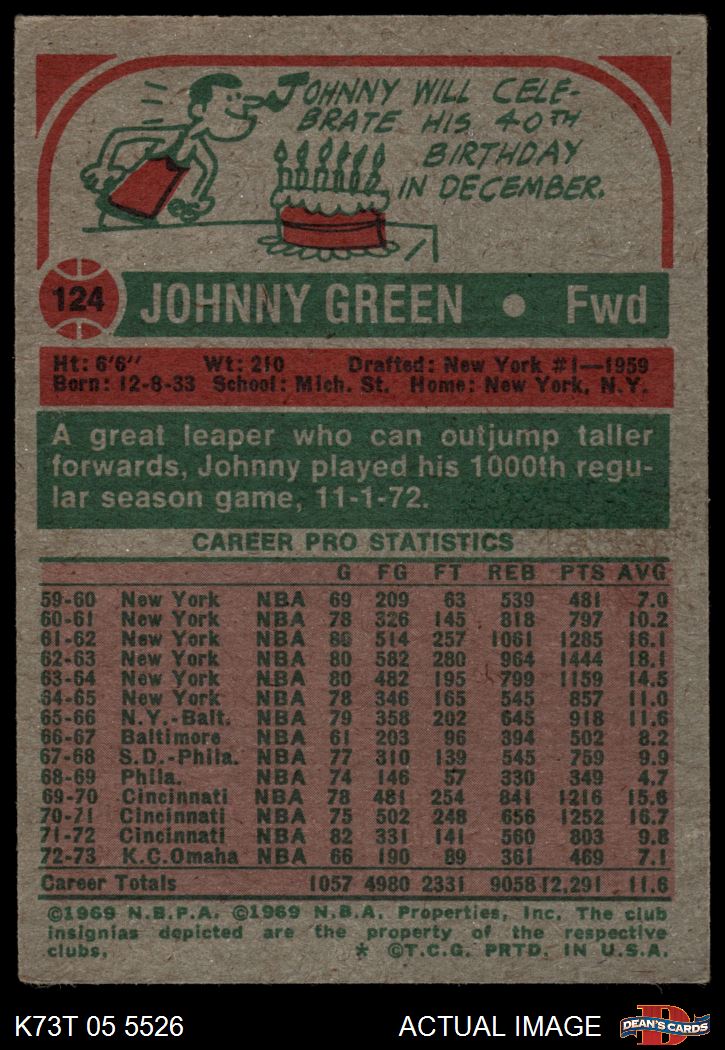 JOHNNY WILL CELE-
BRATE HIS 40TH
BIRTHDAY
IN DECEMBER.
124 JOHNNY GREEN • Fwd
Ht: 6'6" Wt: 210 Drafted: New York #1—1959
Born: 12-8-33 School: Mich. St. Home: New York, N.Y.
A great leaper who can outjump taller
forwards, Johnny played his 1000th regu-
lar season game, 11-1-72.
CAREER PRO STATISTICS
G FG FT REB PTS AVG
59-60 New York NBA 69 209 63 539 481 7.0
60-61 New York NBA 78 326 145 818 797 10.2
61-62 New York NBA 80 514 257 1061 1285 16.1
62-63 New York NBA 80 582 280 964 1444 18.1
63-64 New York NBA 80 482 195 799 1159 14.5
64-65 New York NBA 78 346 165 545 857 11.0
65-66 N.Y.-Balt. NBA 79 358 202 645 918 11.6
66-67 Baltimore NBA 61 203 96 394 502 8.2
67-68 S.D.-Phila. NBA 77 310 139 545 759 9.9
68-69 Phila. NBA 74 146 57 330 349 4.7
69-70 Cincinnati NBA 78 481 254 841 1216 15.6
70-71 Cincinnati NBA 75 502 248 656 1252 16.7
71-72 Cincinnati NBA 82 331 141 560 803 9.8
72-73 K.C.Omaha NBA 66 190 89 361 469 7.1
Career Totals 1057 4980 2331 9058 12,291 11.6
©1969 N.B.P.A. ©1969 N.B.A. Properties, Inc. The club
insignias depicted are the property of the respective
clubs. * ©T.C.G. PRTD. IN U.S.A.
K73T 05 5526 ACTUAL IMAGE DEAN'S CARDS